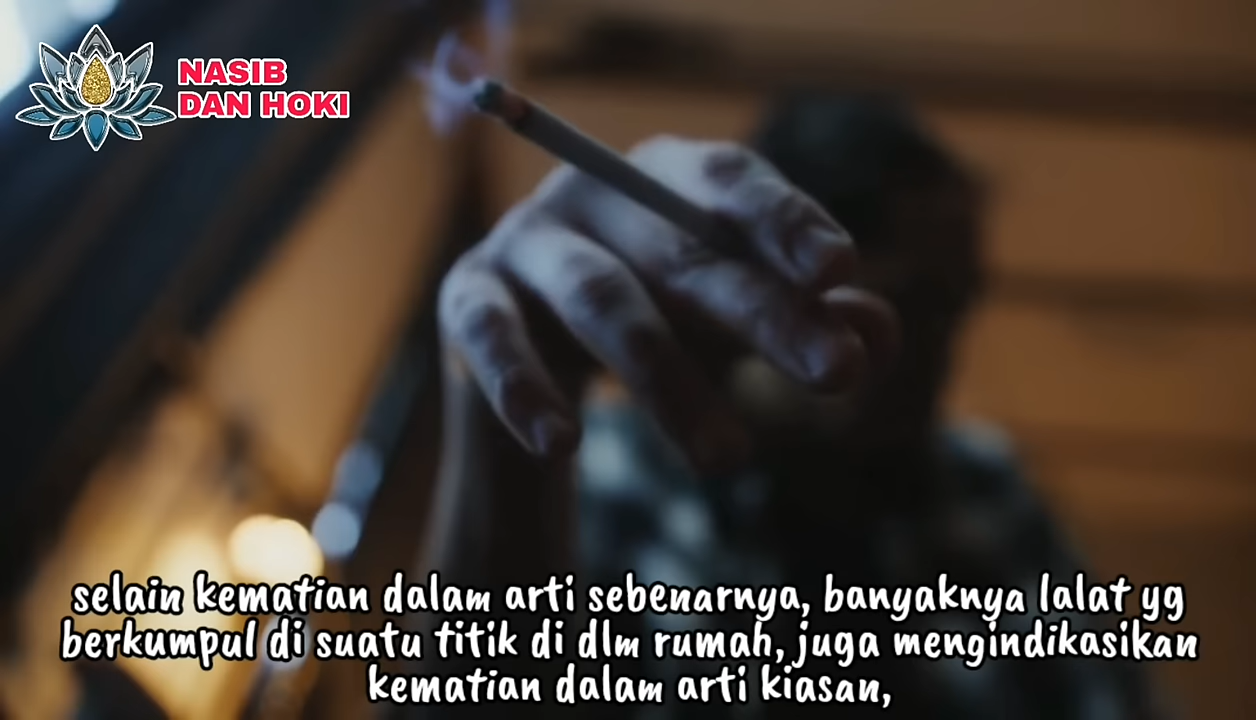 NASIB
DAN HOKI
selain kematian dalam arti sebenarnya, banyaknya lalat yg
berkumpul di suatu titik di dlm rumah, juga mengindikasikan
kematian dalam arti kiasan,